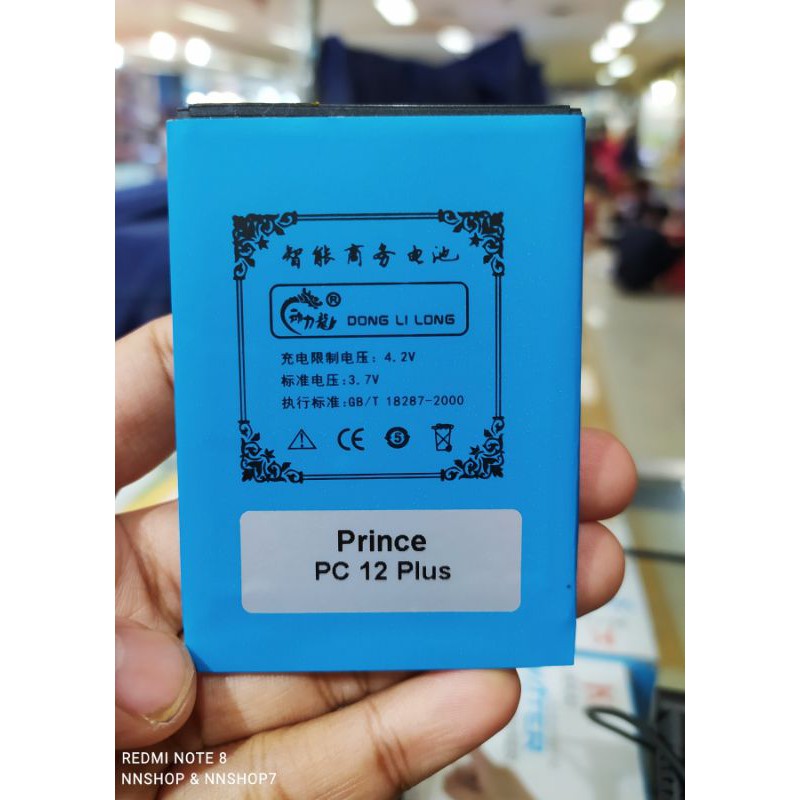 智能商务电池
动力龙® DONG LI LONG
充电限制电压: 4.2V
标准电压:3.7V
执行标准:GB/T 18287-2000
CE 5
Prince
PC 12 Plus
REDMI NOTE 8
NNSHOP & NNSHOP7